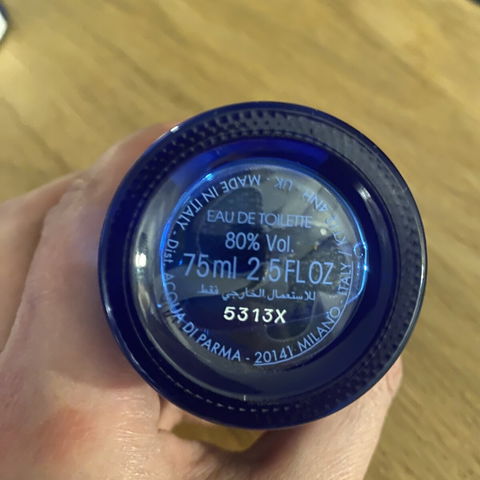 EAU DE TOILETTE
80% Vol.
75ml 2.5FL.OZ
للاستعمال الخارجي فقط
5313X
UK - MADE IN ITALY - Dist. ACQUA DI PARMA - 20141 MILANO - ITALY